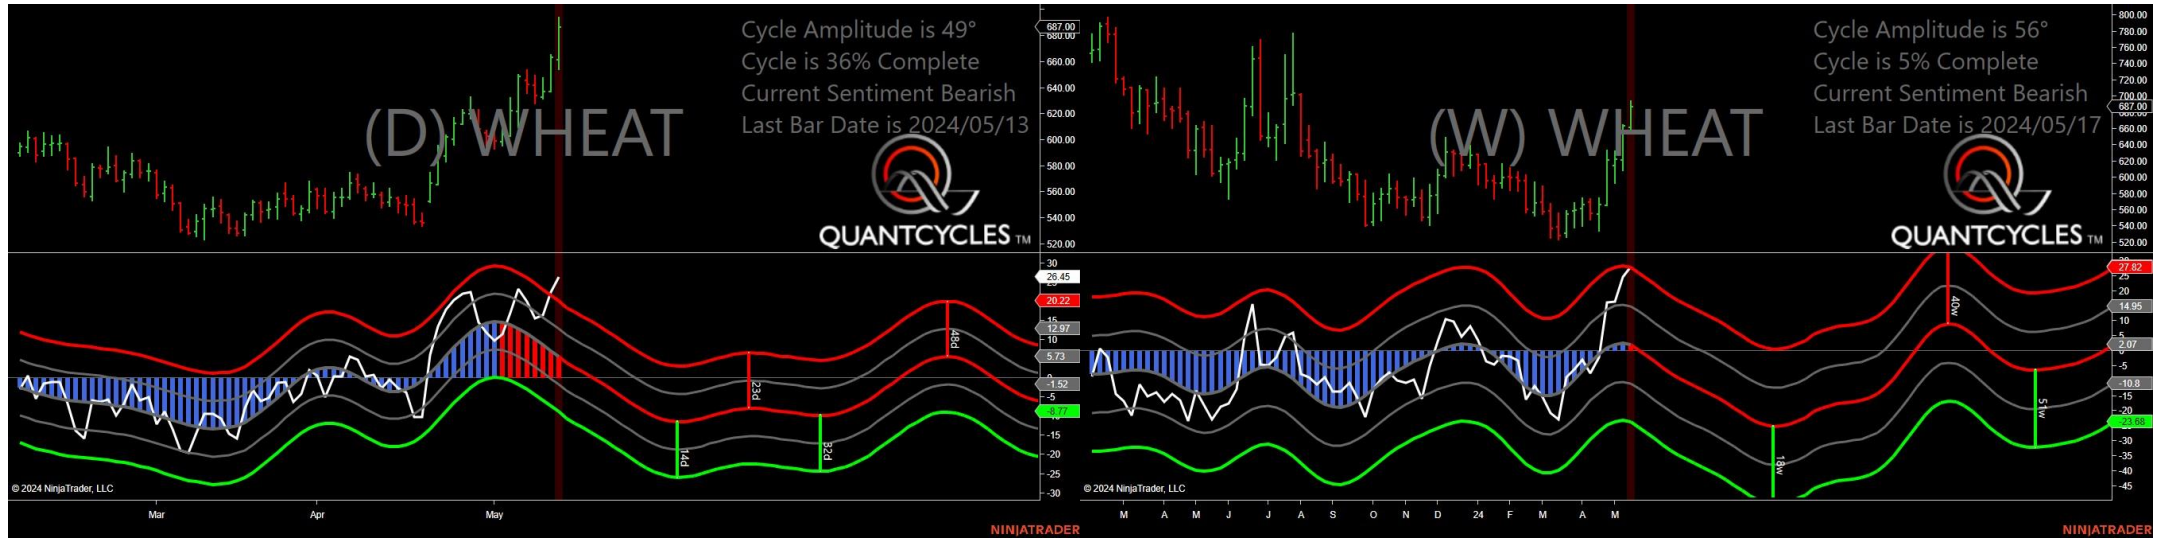 Cycle Amplitude is 49°
Cycle is 36% Complete
Current Sentiment Bearish
Last Bar Date is 2024/05/13
(D) WHEAT
QUANTCYCLES TM
687.00
680.00
660.00
640.00
620.00
600.00
580.00
560.00
540.00
520.00
30
26.45
20.22
15
12.97
10
5.73
-1.52
-5
-8.77
-15
-20
-25
-30
14d
23d
32d
48d
© 2024 NinjaTrader, LLC
Mar Apr May
NINJATRADER
Cycle Amplitude is 56°
Cycle is 5% Complete
Current Sentiment Bearish
Last Bar Date is 2024/05/17
(W) WHEAT
QUANTCYCLES TM
800.00
780.00
760.00
740.00
720.00
700.00
687.00
660.00
640.00
620.00
600.00
580.00
560.00
540.00
520.00
27.82
25
20
14.95
10
5
2.07
-5
-10.8
-15
-20
-23.68
-30
-35
-40
-45
18w
40w
51w
© 2024 NinjaTrader, LLC
M A M J J A S O N D 24 F M A M
NINJATRADER